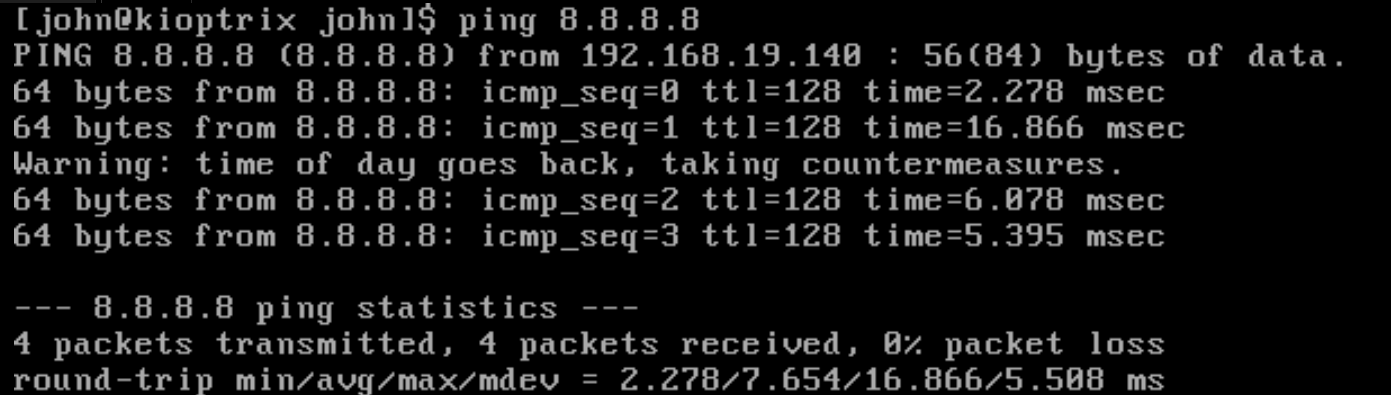 [john@kioptrix john]$ ping 8.8.8.8
PING 8.8.8.8 (8.8.8.8) from 192.168.19.140 : 56(84) bytes of data.
64 bytes from 8.8.8.8: icmp_seq=0 ttl=128 time=2.278 msec
64 bytes from 8.8.8.8: icmp_seq=1 ttl=128 time=16.866 msec
Warning: time of day goes back, taking countermeasures.
64 bytes from 8.8.8.8: icmp_seq=2 ttl=128 time=6.078 msec
64 bytes from 8.8.8.8: icmp_seq=3 ttl=128 time=5.395 msec
--- 8.8.8.8 ping statistics ---
4 packets transmitted, 4 packets received, 0% packet loss
round-trip min/avg/max/mdev = 2.278/7.654/16.866/5.508 ms